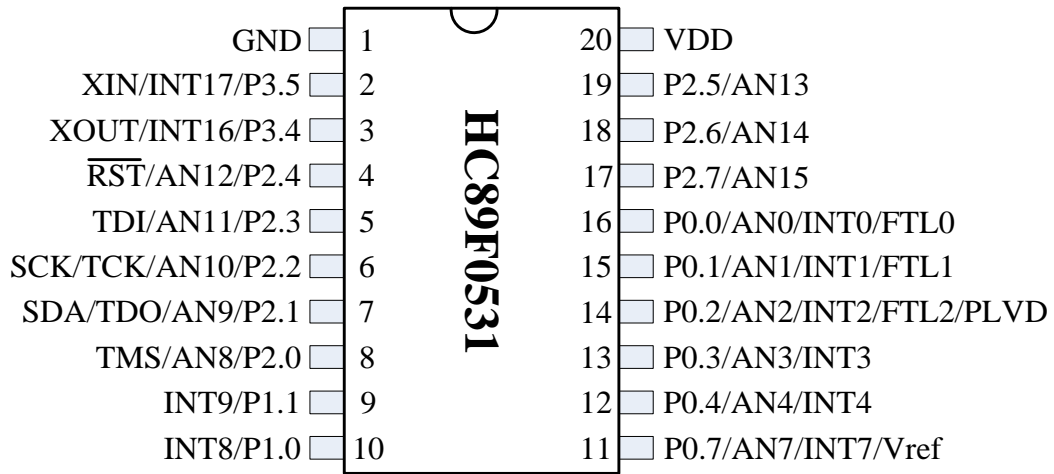 GND 1 20 VDD
XIN/INT17/P3.5 2 19 P2.5/AN13
XOUT/INT16/P3.4 3 18 P2.6/AN14
R̅S̅T̅/AN12/P2.4 4 17 P2.7/AN15
TDI/AN11/P2.3 5 16 P0.0/AN0/INT0/FTL0
SCK/TCK/AN10/P2.2 6 15 P0.1/AN1/INT1/FTL1
SDA/TDO/AN9/P2.1 7 14 P0.2/AN2/INT2/FTL2/PLVD
TMS/AN8/P2.0 8 13 P0.3/AN3/INT3
INT9/P1.1 9 12 P0.4/AN4/INT4
INT8/P1.0 10 11 P0.7/AN7/INT7/Vref
HC89F0531